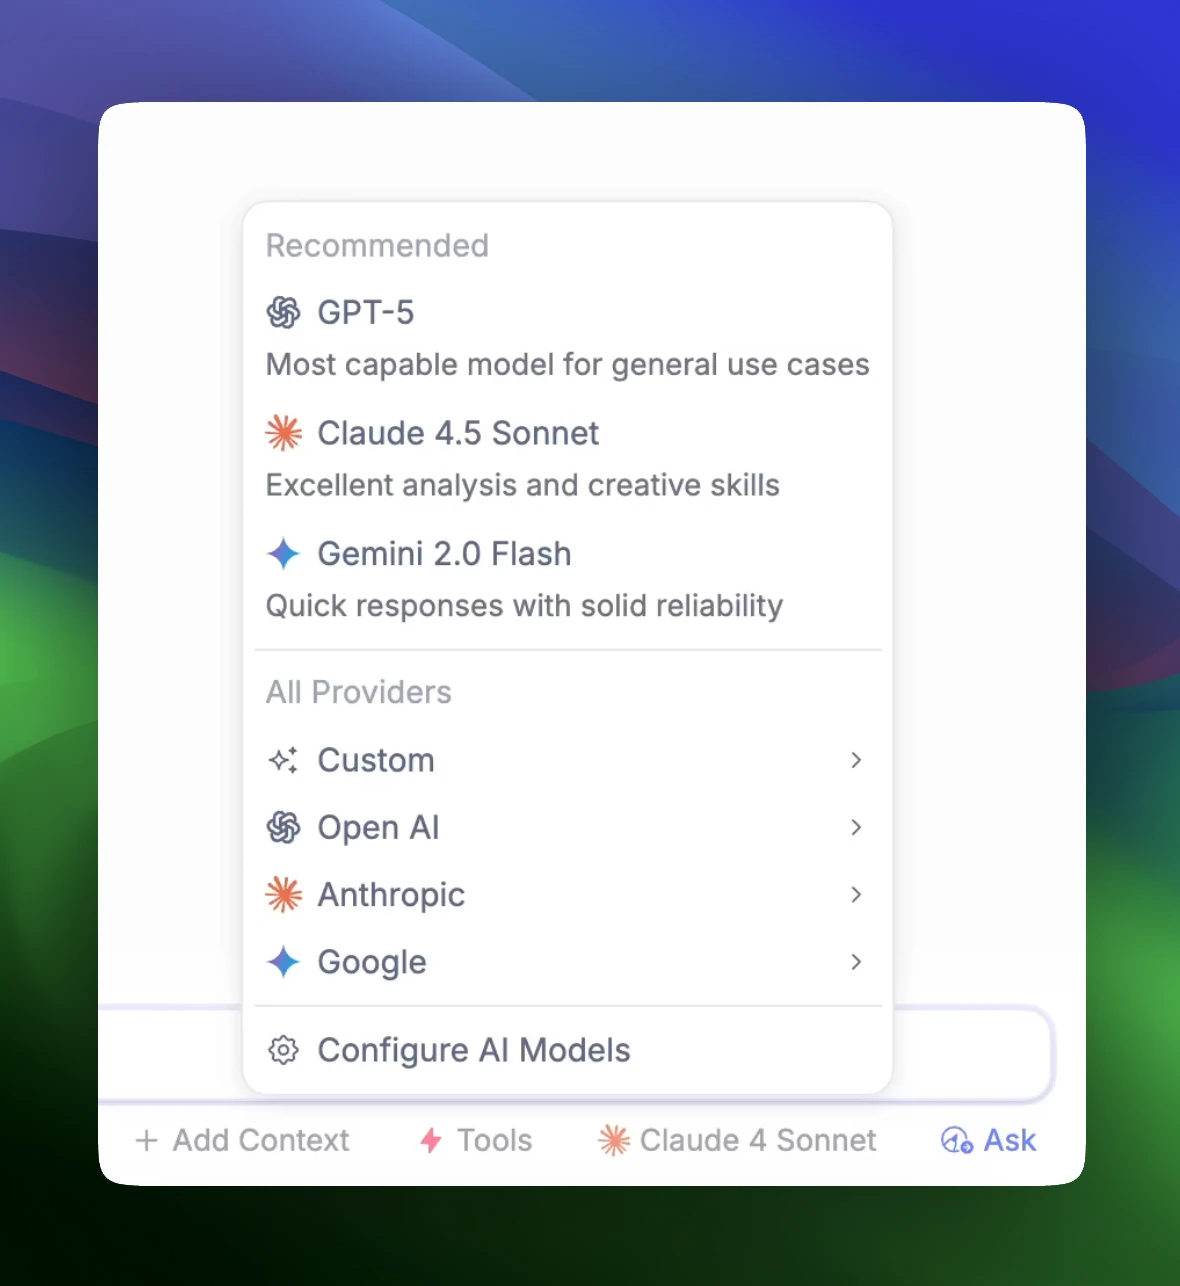 Recommended
GPT-5
Most capable model for general use cases
Claude 4.5 Sonnet
Excellent analysis and creative skills
Gemini 2.0 Flash
Quick responses with solid reliability
All Providers
Custom
Open AI
Anthropic
Google
Configure AI Models
Add Context Tools Claude 4 Sonnet Ask